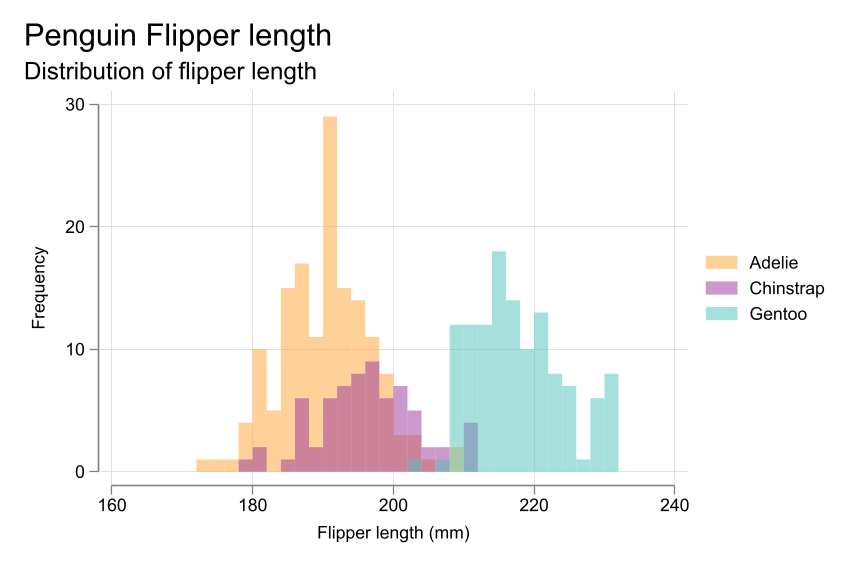 Penguin Flipper length
Distribution of flipper length
30
20
10
0
Frequency
160
180
200
220
240
Flipper length (mm)
Adelie
Chinstrap
Gentoo